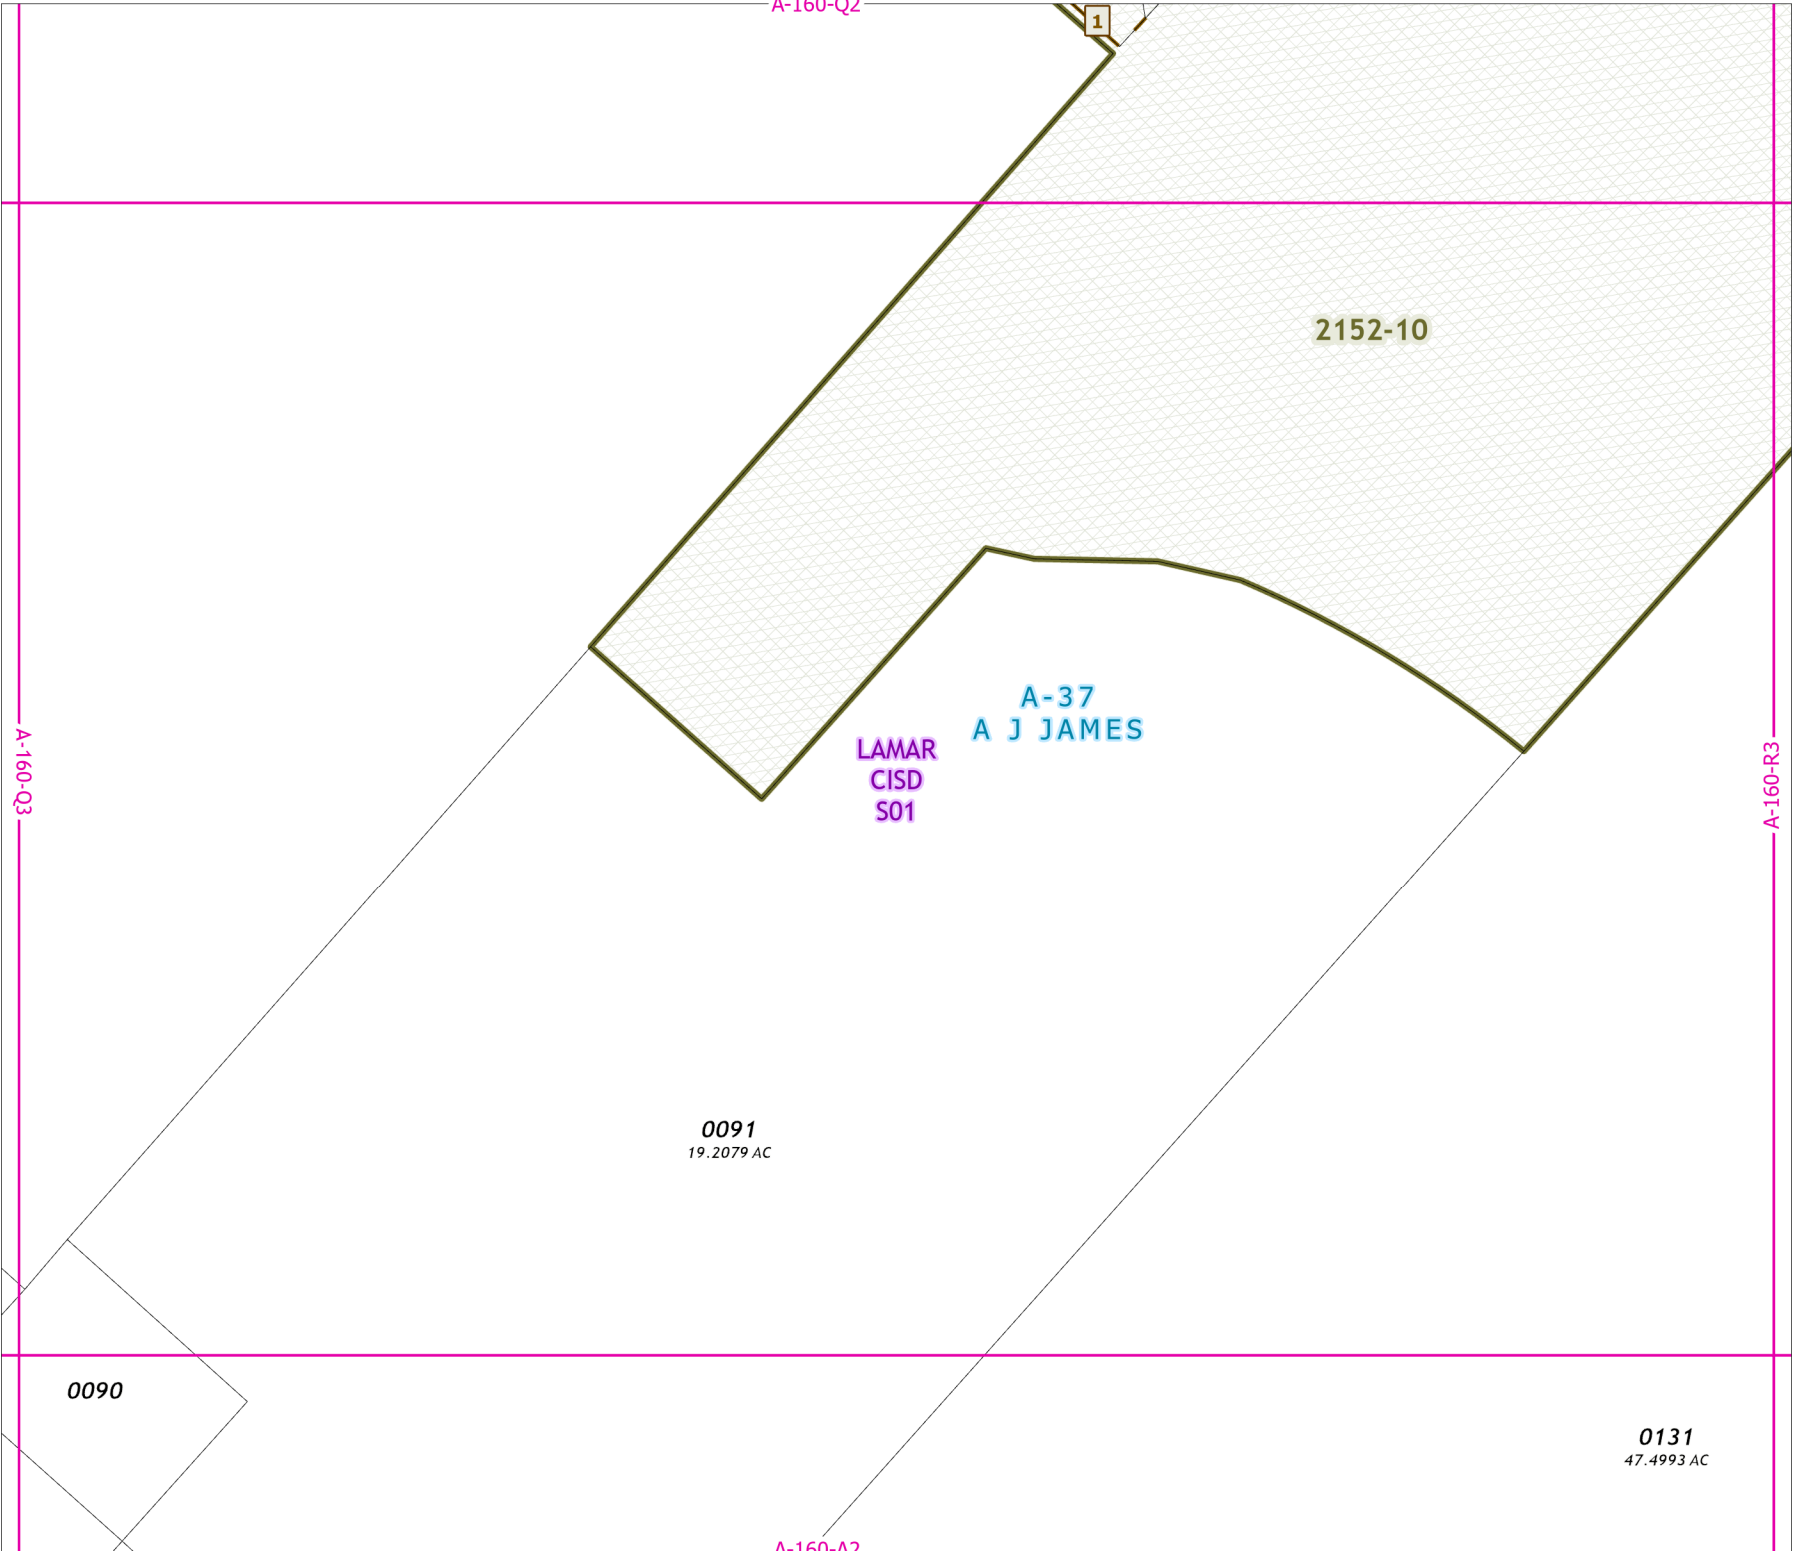 A-160-Q2
1
2152-10
A-37
A J JAMES
LAMAR
CISD
S01
A-160-Q3
A-160-R3
0091
19.2079 AC
0090
0131
47.4993 AC
A-160-A2